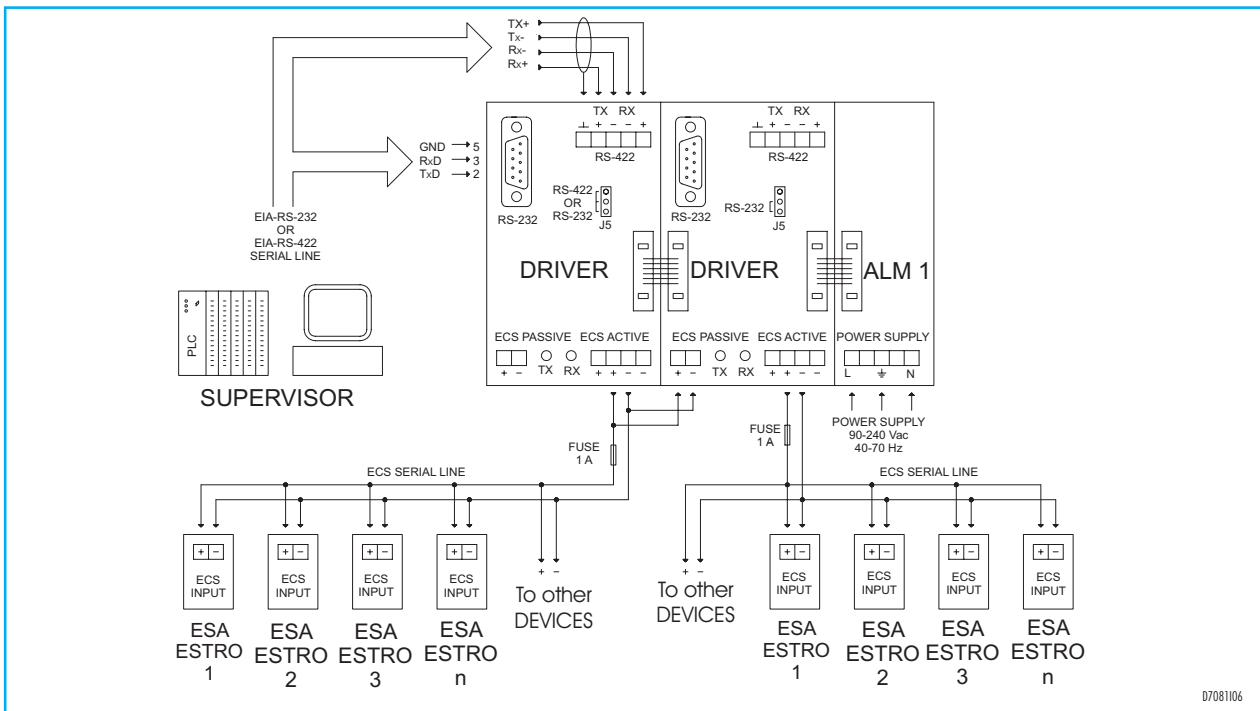 TX+
Tx-
Rx-
Rx+
TX RX
⊥ + − − +
RS-422
GND 5
RxD 3
TxD 2
RS-232
RS-422
OR
RS-232
J5
DRIVER
TX RX
⊥ + − − +
RS-422
RS-232
RS-232
J5
DRIVER
ALM 1
EIA-RS-232
OR
EIA-RS-422
SERIAL LINE
PLC
SUPERVISOR
ECS PASSIVE
+ −
TX RX
ECS ACTIVE
+ + − −
ECS PASSIVE
+ −
TX RX
ECS ACTIVE
+ + − −
POWER SUPPLY
L N
FUSE
1 A
FUSE
1 A
POWER SUPPLY
90-240 Vac
40-70 Hz
ECS SERIAL LINE
ECS SERIAL LINE
+ −
ECS
INPUT
ESA
ESTRO
1
+ −
ECS
INPUT
ESA
ESTRO
2
+ −
ECS
INPUT
ESA
ESTRO
3
+ −
ECS
INPUT
ESA
ESTRO
n
+ −
To other
DEVICES
+ −
To other
DEVICES
+ −
ECS
INPUT
ESA
ESTRO
1
+ −
ECS
INPUT
ESA
ESTRO
2
+ −
ECS
INPUT
ESA
ESTRO
3
+ −
ECS
INPUT
ESA
ESTRO
n
D7081I06